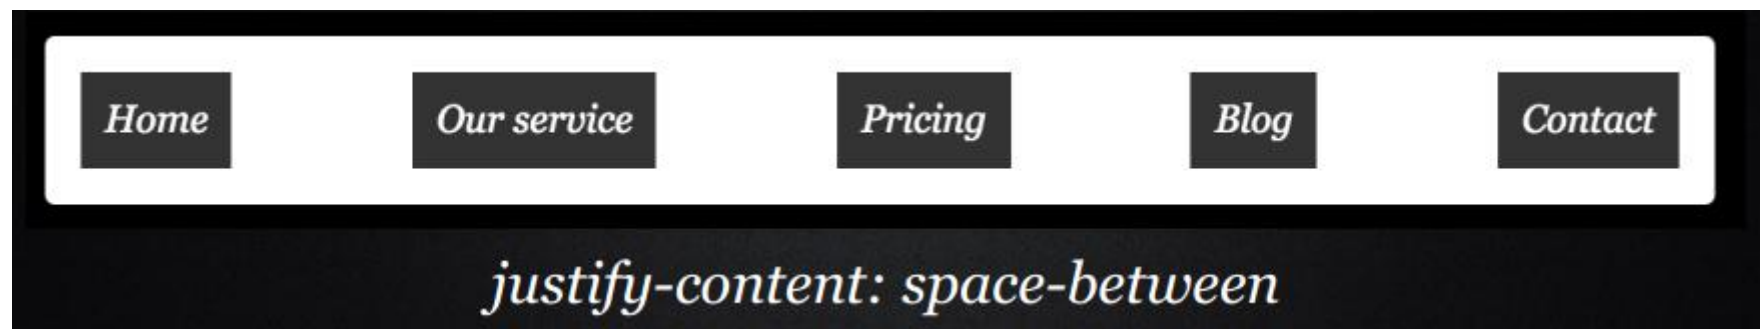 Home Our service Pricing Blog Contact
justify-content: space-between